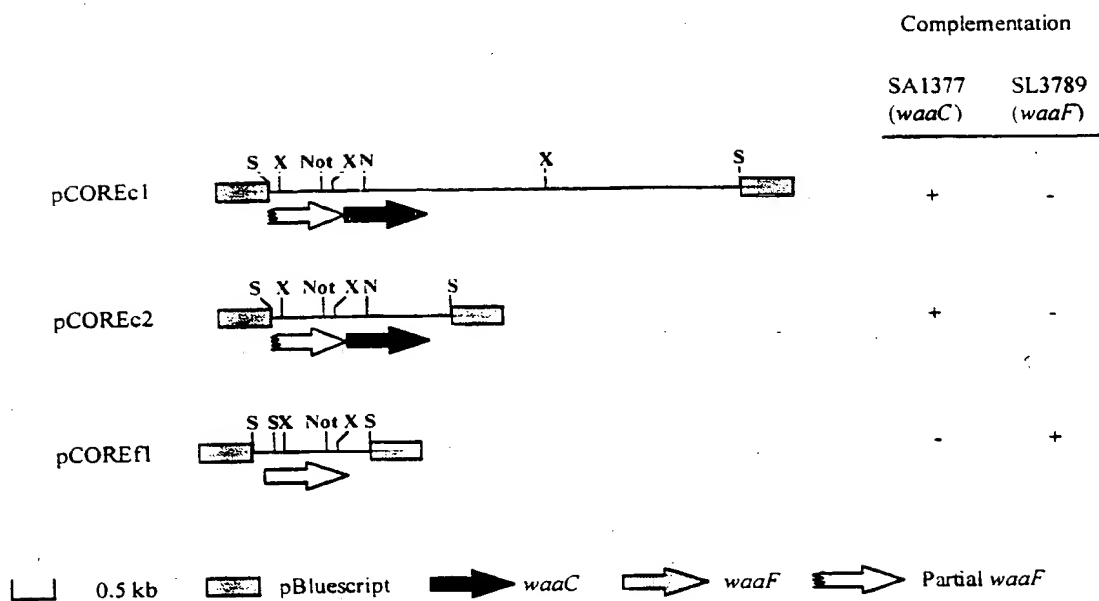 Complementation
SA1377 SL3789
(waaC) (waaF)
S X Not X N X S
pCOREc1 + -
S X Not X N S
pCOREc2 + -
S S X Not X S
pCOREf1 - +
0.5 kb pBluescript waaC waaF Partial waaF